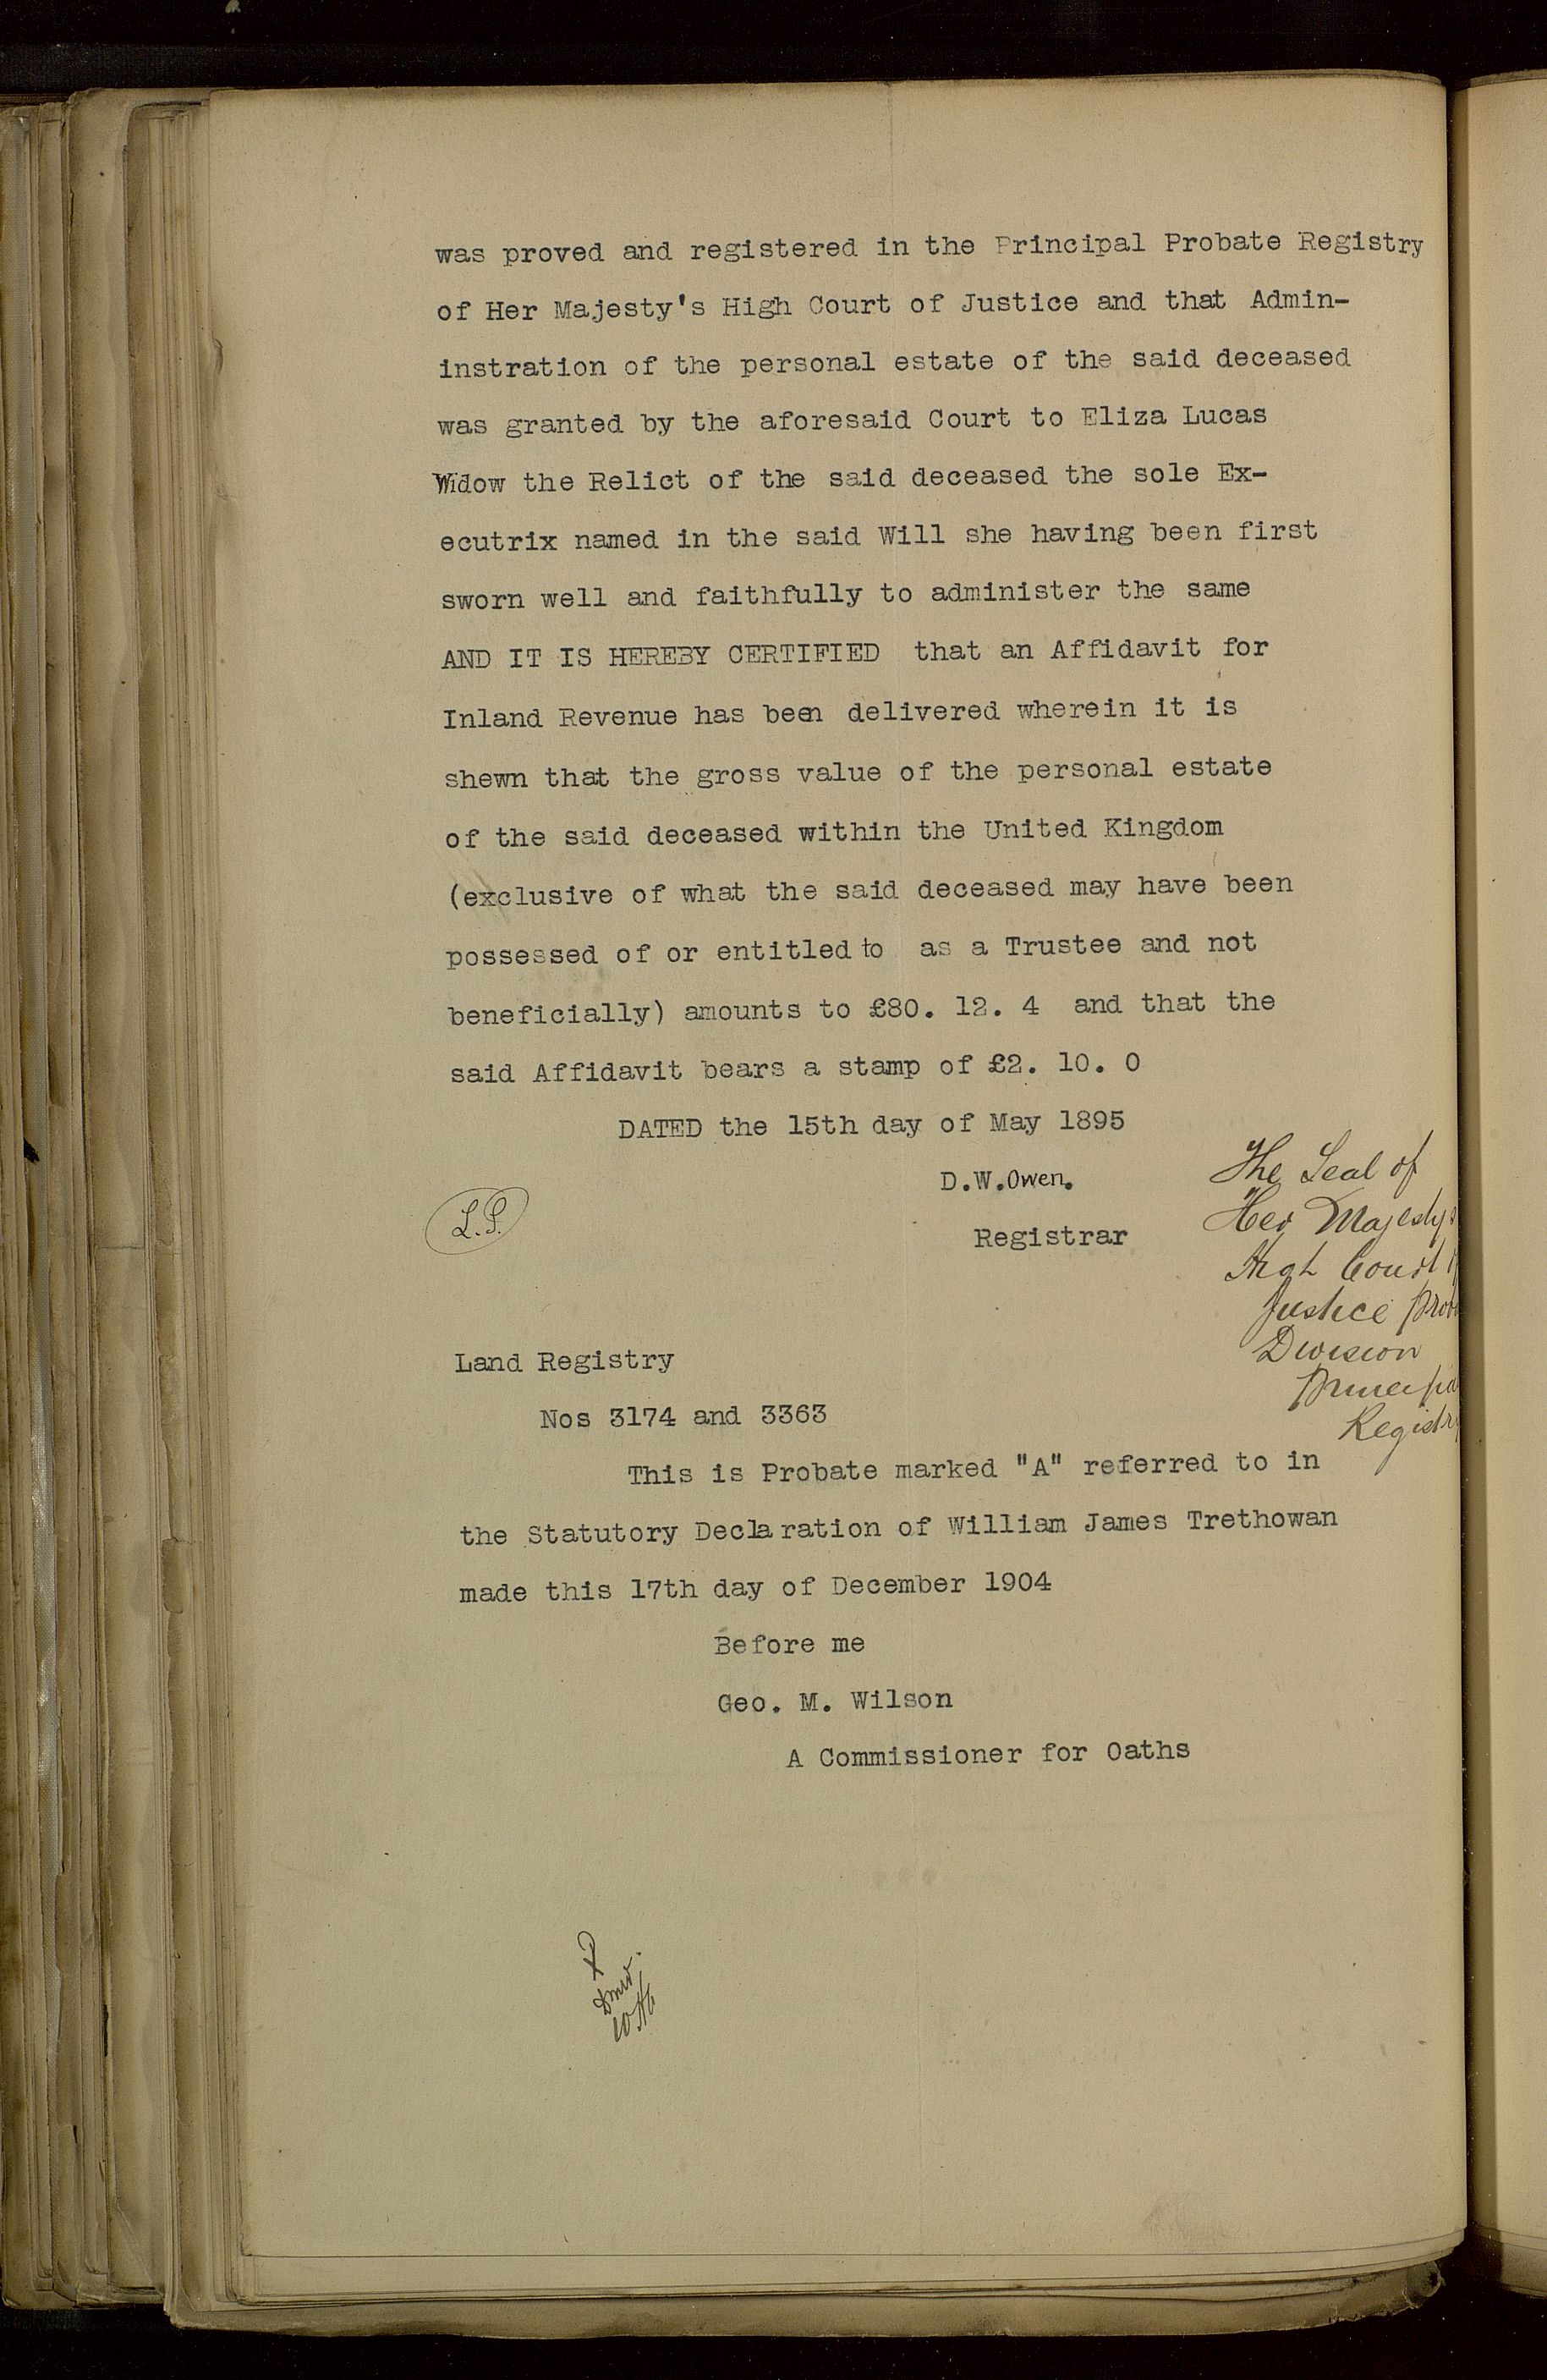 was proved and registered in the Principal Probate Registry
of Her Majesty's High Court of Justice and that Admin-
instration of the personal estate of the said deceased
was granted by the aforesaid Court to Eliza Lucas
Widow the Relict of the said deceased the sole Ex-
ecutrix named in the said Will she having been first
sworn well and faithfully to administer the same
AND IT IS HEREBY CERTIFIED that an Affidavit for
Inland Revenue has been delivered wherein it is
shewn that the gross value of the personal estate
of the said deceased within the United Kingdom
(exclusive of what the said deceased may have been
possessed of or entitled to as a Trustee and not
beneficially) amounts to £80. 12. 4 and that the
said Affidavit bears a stamp of £2. 10. 0
DATED the 15th day of May 1895
D.W.Owen.
Registrar
L.S.
The Seal of
Her Majestys
High Court of
Justice Prob
Division
Principa
Registry
Land Registry
Nos 3174 and 3363
This is Probate marked "A" referred to in
the Statutory Declaration of William James Trethowan
made this 17th day of December 1904
Before me
Geo. M. Wilson
A Commissioner for Oaths